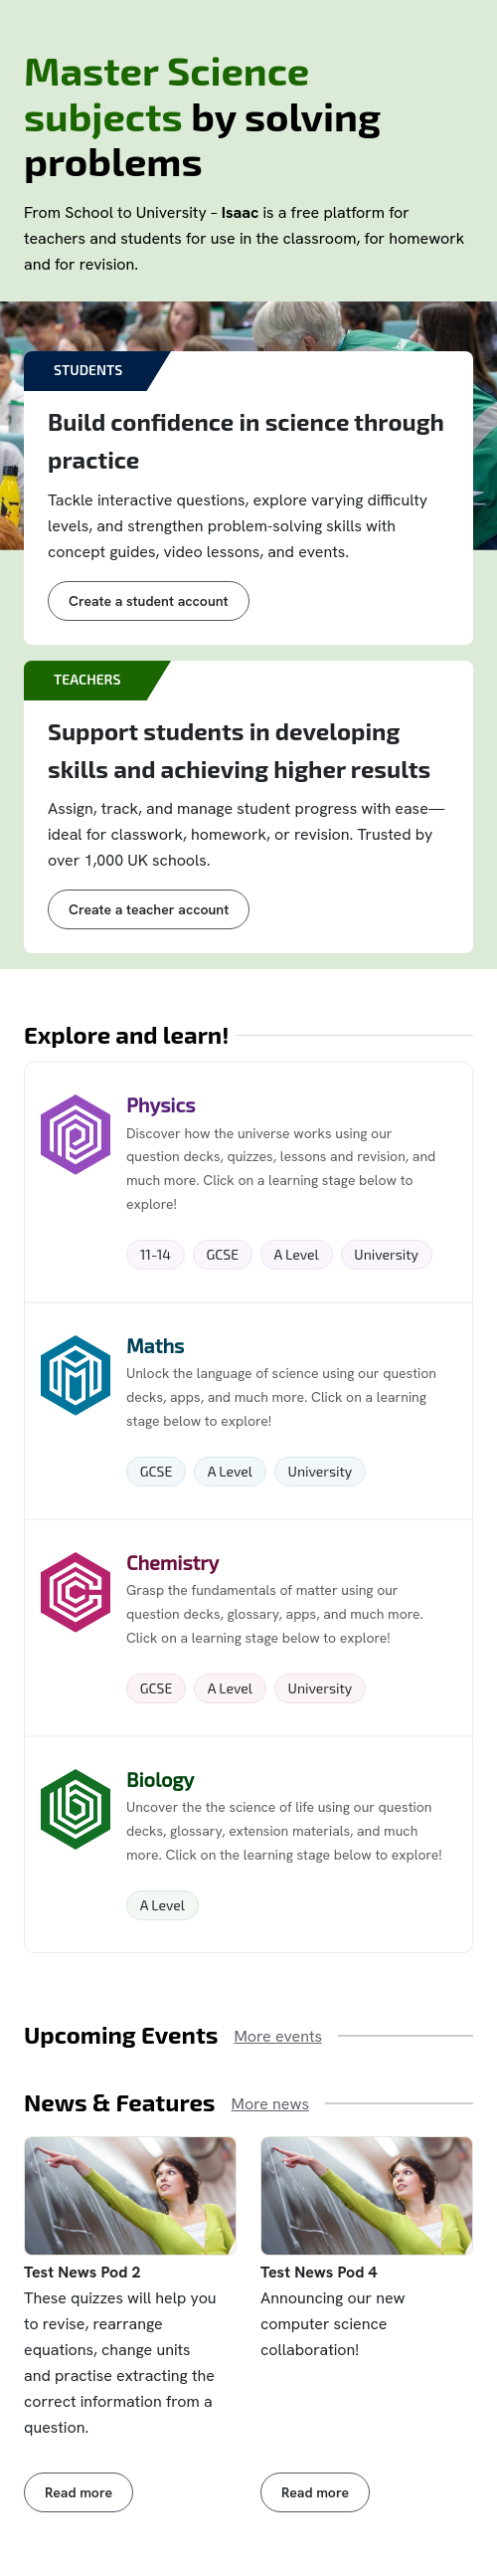 Master Science
subjects by solving
problems
From School to University – Isaac is a free platform for
teachers and students for use in the classroom, for homework
and for revision.
STUDENTS
Build confidence in science through
practice
Tackle interactive questions, explore varying difficulty
levels, and strengthen problem-solving skills with
concept guides, video lessons, and events.
Create a student account
TEACHERS
Support students in developing
skills and achieving higher results
Assign, track, and manage student progress with ease—
ideal for classwork, homework, or revision. Trusted by
over 1,000 UK schools.
Create a teacher account
Explore and learn!
Physics
Discover how the universe works using our
question decks, quizzes, lessons and revision, and
much more. Click on a learning stage below to
explore!
11-14 GCSE A Level University
Maths
Unlock the language of science using our question
decks, apps, and much more. Click on a learning
stage below to explore!
GCSE A Level University
Chemistry
Grasp the fundamentals of matter using our
question decks, glossary, apps, and much more.
Click on a learning stage below to explore!
GCSE A Level University
Biology
Uncover the the science of life using our question
decks, glossary, extension materials, and much
more. Click on the learning stage below to explore!
A Level
Upcoming Events More events
News & Features More news
Test News Pod 2
These quizzes will help you
to revise, rearrange
equations, change units
and practise extracting the
correct information from a
question.
Read more
Test News Pod 4
Announcing our new
computer science
collaboration!
Read more